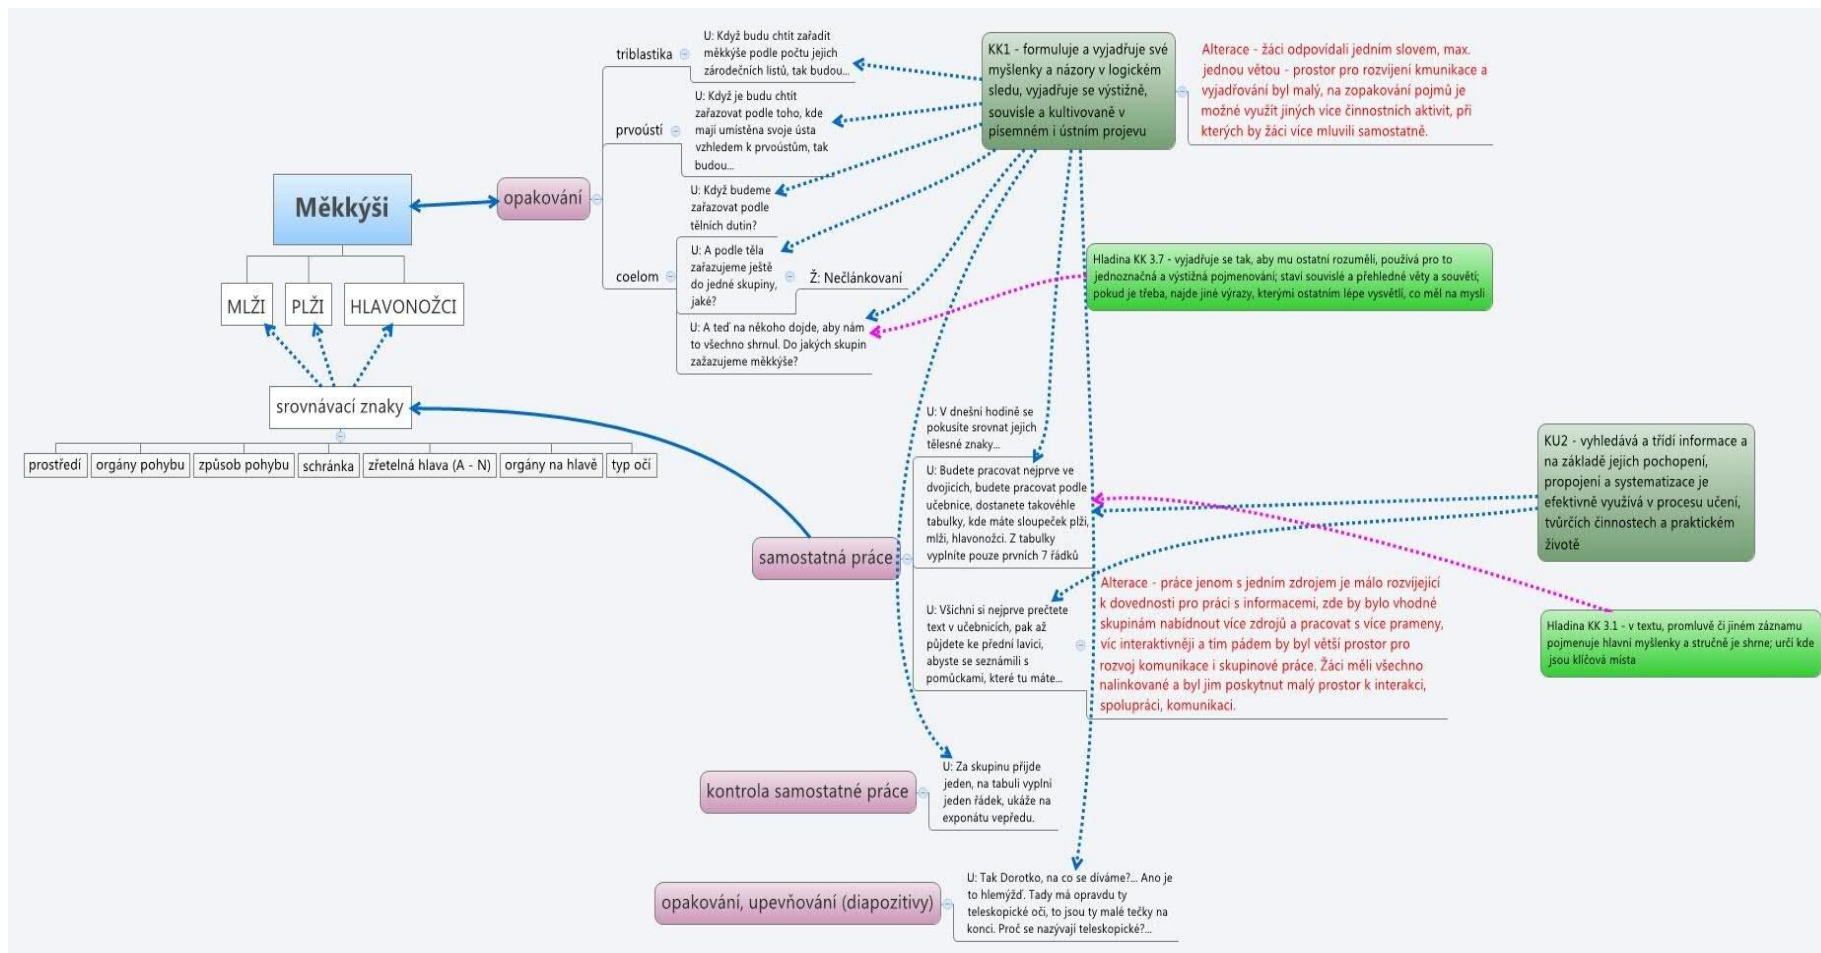 Měkkýši
MLŽI
PLŽI
HLAVONOŽCI
srovnávací znaky
prostředí
orgány pohybu
způsob pohybu
schránka
zřetelná hlava (A - N)
orgány na hlavě
typ očí
opakování
triblastika
U: Když budu chtít zařadit
měkkýše podle počtu jejich
zárodečních listů, tak budou...
prvoústí
U: Když je budu chtít
zařazovat podle toho, kde
mají umístěna svoje ústa
vzhledem k prvoústům, tak
budou...
coelom
U: Když budeme
zařazovat podle
tělních dutin?
U: A podle těla
zařazujeme ještě
do jedné skupiny,
jaké?
Ž: Nečlánkovaní
U: A teď na někoho dojde, aby nám
to všechno shrnul. Do jakých skupin
zažazujeme měkkýše?
KK1 - formuluje a vyjadřuje své
myšlenky a názory v logickém
sledu, vyjadřuje se výstižně,
souvisle a kultivovaně v
písemném i ústním projevu
Alterace - žáci odpovídali jedním slovem, max.
jednou větou - prostor pro rozvíjení kmunikace a
vyjadřování byl malý, na zopakování pojmů je
možné využít jiných více činnostních aktivit, při
kterých by žáci více mluvili samostatně.
Hladina KK 3.7 - vyjadřuje se tak, aby mu ostatní rozuměli, používá pro to
jednoznačná a výstižná pojmenování; staví souvislé a přehledné věty a souvětí;
pokud je třeba, najde jiné výrazy, kterými ostatním lépe vysvětlí, co měl na mysli
samostatná práce
U: V dnešní hodině se
pokusíte srovnat jejich
tělesné znaky...
U: Budete pracovat nejprve ve
dvojicích, budete pracovat podle
učebnice, dostanete takovéhle
tabulky, kde máte sloupeček plži,
mlži, hlavonožci. Z tabulky
vyplníte pouze prvních 7 řádků
U: Všichni si nejprve prečtete
text v učebnicích, pak až
půjdete ke přední lavici,
abyste se seznámili s
pomůckami, které tu máte...
Alterace - práce jenom s jedním zdrojem je málo rozvíjející
k dovednosti pro práci s informacemi, zde by bylo vhodné
skupinám nabídnout více zdrojů a pracovat s více prameny,
víc interaktivněji a tím pádem by byl větší prostor pro
rozvoj komunikace i skupinové práce. Žáci měli všechno
nalinkované a byl jim poskytnut malý prostor k interakci,
spolupráci, komunikaci.
KU2 - vyhledává a třídí informace a
na základě jejich pochopení,
propojení a systematizace je
efektivně využívá v procesu učení,
tvůrčích činnostech a praktickém
životě
Hladina KK 3.1 - v textu, promluvě či jiném záznamu
pojmenuje hlavní myšlenky a stručně je shrne; určí kde
jsou klíčová místa
kontrola samostatné práce
U: Za skupinu přijde
jeden, na tabuli vyplní
jeden řádek, ukáže na
exponátu vepředu.
opakování, upevňování (diapozitivy)
U: Tak Dorotko, na co se díváme?... Ano je
to hlemýžď. Tady má opravdu ty
teleskopické oči, to jsou ty malé tečky na
konci. Proč se nazývají teleskopické?...